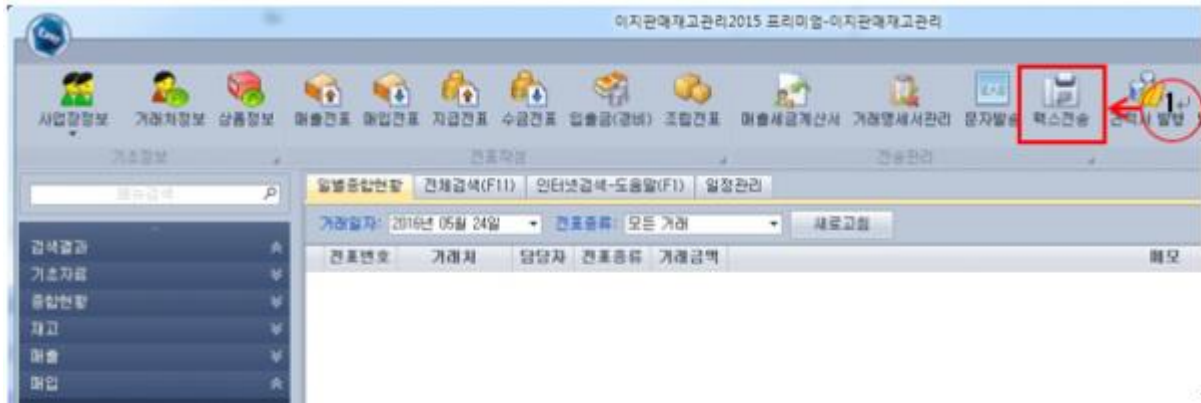 이지판매재고관리2015 프리미엄-이지판매재고관리
사업장정보 거래처정보 상품정보 매출전표 매입전표 지급전표 수금전표 입출금(경비) 조립전표 매출세금계산서 거래명세서관리 문자발송 팩스전송 1
기초정보 전표작성 전송관리
메뉴검색
일별종합현황 전체검색(F11) 인터넷검색-도움말(F1) 일정관리
거래일자: 2016년 05월 24일 전표종류: 모든 거래 새로고침
전표번호 거래처 담당자 전표종류 거래금액 메모
검색결과
기초자료
종합현황
재고
매출
매입